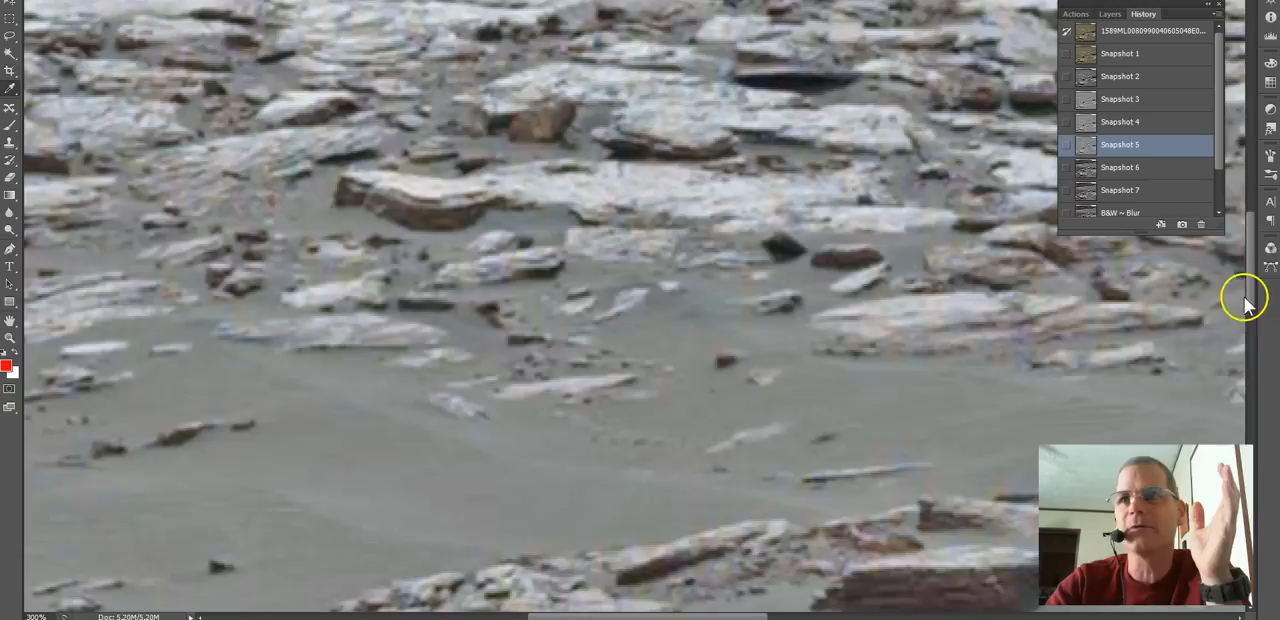 Actions Layers History
1589ML0080990040605048E0...
Snapshot 1
Snapshot 2
Snapshot 3
Snapshot 4
Snapshot 5
Snapshot 6
Snapshot 7
B&W ~ Blur
300% Doc: 5.20M/5.20M